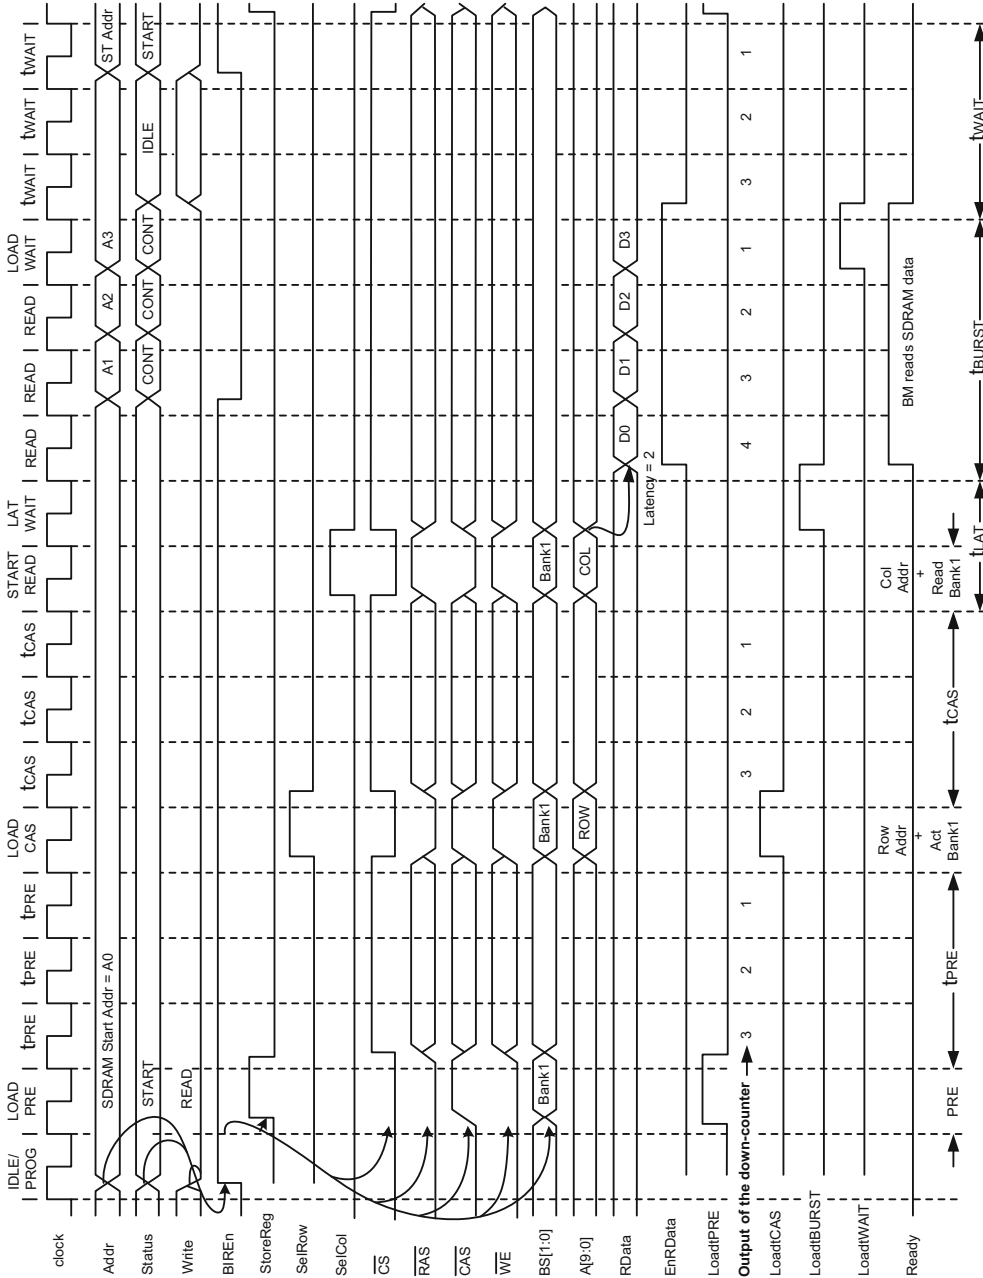 clock
IDLE/ PROG
LOAD PRE
tPRE
tPRE
tPRE
LOAD CAS
tCAS
tCAS
tCAS
START READ
LAT WAIT
READ
READ
READ
LOAD WAIT
tWAIT
tWAIT
tWAIT
Addr
SDRAM Start Addr = A0
A1
A2
A3
ST Addr
Status
START
CONT
CONT
CONT
IDLE
START
Write
READ
BIREn
StoreReg
SelRow
SelCol
CS
RAS
CAS
WE
BS[1:0]
Bank1
Bank1
Bank1
A[9:0]
ROW
COL
RData
D0
D1
D2
D3
Latency = 2
EnRData
LoadtPRE
Output of the down-counter
3
2
1
3
2
1
4
3
2
1
3
2
1
LoadtCAS
LoadtBURST
LoadtWAIT
Ready
Row Addr + Act Bank1
Col Addr + Read Bank1
BM reads SDRAM data
PRE
tPRE
tCAS
tLAT
tBURST
tWAIT